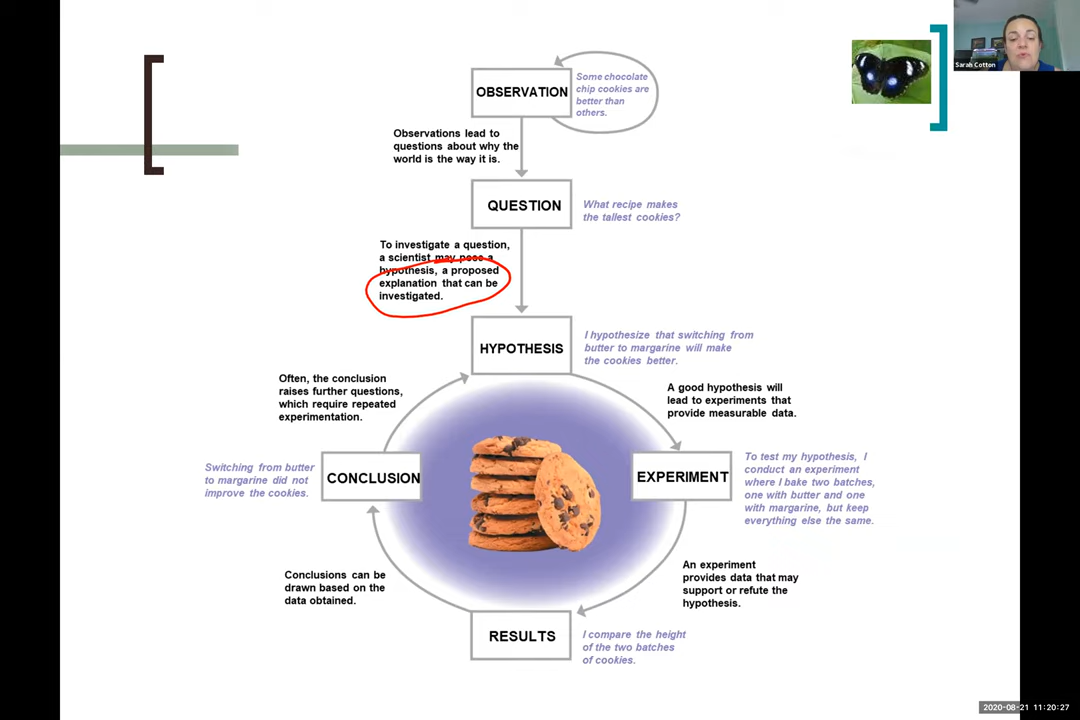 Sarah Cotton
OBSERVATION
Some chocolate
chip cookies are
better than
others.
Observations lead to
questions about why the
world is the way it is.
QUESTION
What recipe makes
the tallest cookies?
To investigate a question,
a scientist may pose a
hypothesis, a proposed
explanation that can be
investigated.
HYPOTHESIS
I hypothesize that switching from
butter to margarine will make
the cookies better.
Often, the conclusion
raises further questions,
which require repeated
experimentation.
A good hypothesis will
lead to experiments that
provide measurable data.
Switching from butter
to margarine did not
improve the cookies.
CONCLUSION
EXPERIMENT
To test my hypothesis, I
conduct an experiment
where I bake two batches,
one with butter and one
with margarine, but keep
everything else the same.
Conclusions can be
drawn based on the
data obtained.
An experiment
provides data that may
support or refute the
hypothesis.
RESULTS
I compare the height
of the two batches
of cookies.
2020-08-21 11:20:27